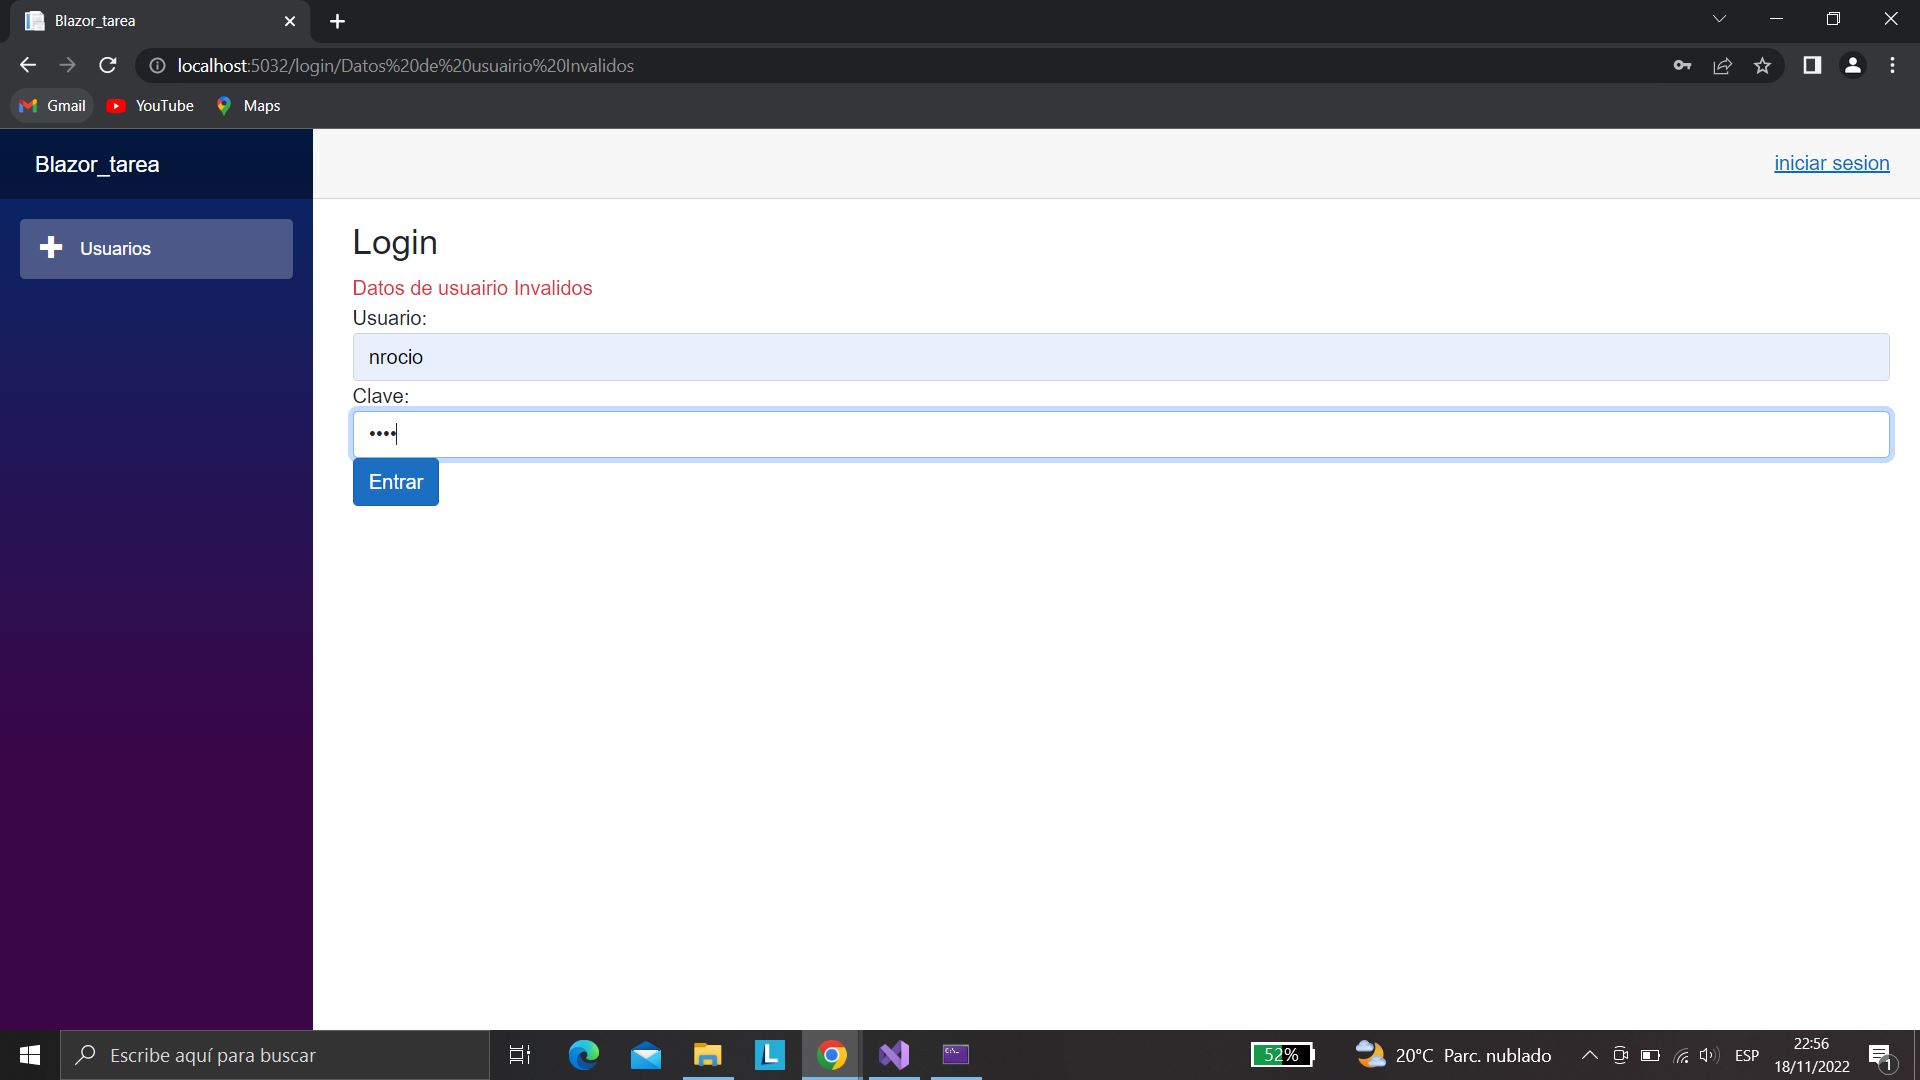 Blazor_tarea
localhost:5032/login/Datos%20de%20usuairio%20Invalidos
Gmail YouTube Maps
Blazor_tarea
iniciar sesion
Usuarios
Login
Datos de usuairio Invalidos
Usuario:
nrocio
Clave:
••••
Entrar
Escribe aquí para buscar
L
C:\_
52%
20°C Parc. nublado
ESP
22:56
18/11/2022
1